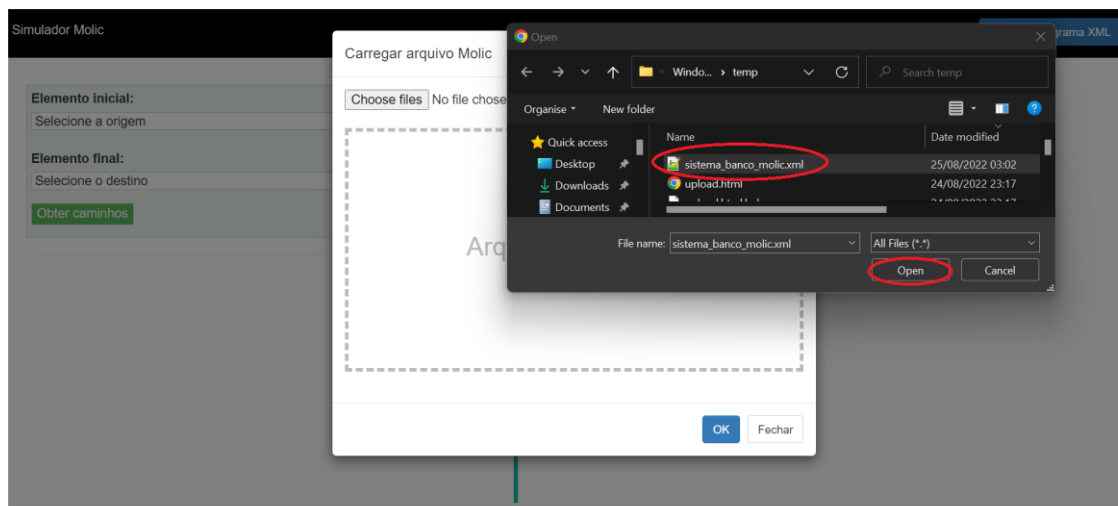 Simulador Molic
grama XML
Elemento inicial:
Selecione a origem
Elemento final:
Selecione o destino
Obter caminhos
Carregar arquivo Molic
Choose files No file chose
Arq
OK Fechar
Open
Windo... › temp
Search temp
Organise New folder
Quick access
Desktop
Downloads
Documents
Name Date modified
sistema_banco_molic.xml 25/08/2022 03:02
upload.html 24/08/2022 23:17
File name: sistema_banco_molic.xml All Files (*.*)
Open Cancel